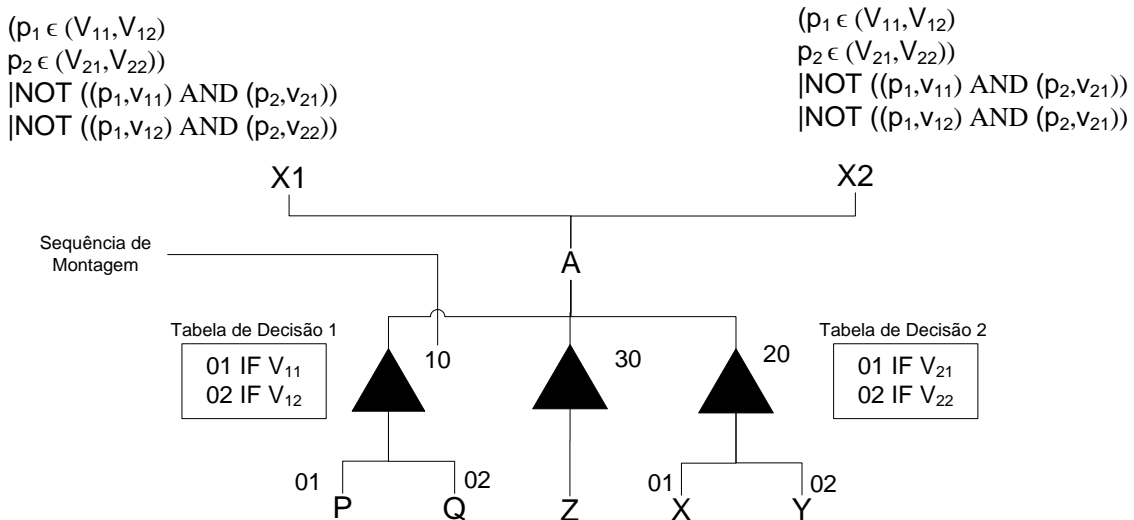 (p₁ ϵ (V₁₁,V₁₂)
p₂ ϵ (V₂₁,V₂₂))
|NOT ((p₁,v₁₁) AND (p₂,v₂₁))
|NOT ((p₁,v₁₂) AND (p₂,v₂₂))
(p₁ ϵ (V₁₁,V₁₂)
p₂ ϵ (V₂₁,V₂₂))
|NOT ((p₁,v₁₁) AND (p₂,v₂₁))
|NOT ((p₁,v₁₂) AND (p₂,v₂₁))
X1
X2
Sequência de
Montagem
A
Tabela de Decisão 1
01 IF V₁₁
02 IF V₁₂
10
30
20
Tabela de Decisão 2
01 IF V₂₁
02 IF V₂₂
01
P
02
Q
Z
01
X
02
Y